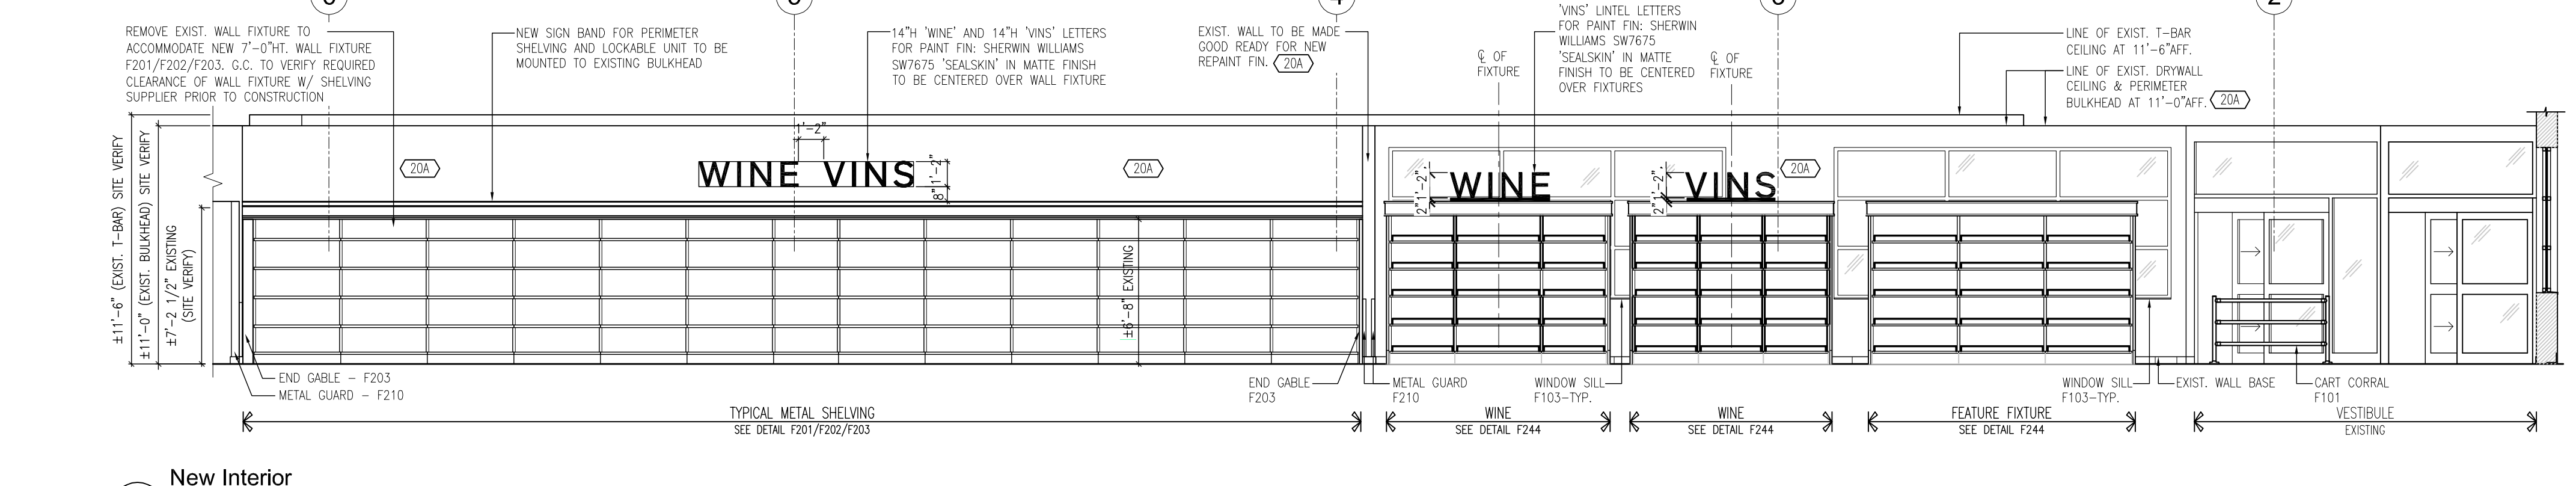 REMOVE EXIST. WALL FIXTURE TO
ACCOMMODATE NEW 7'-0"HT. WALL FIXTURE
F201/F202/F203. G.C. TO VERIFY REQUIRED
CLEARANCE OF WALL FIXTURE W/ SHELVING
SUPPLIER PRIOR TO CONSTRUCTION
NEW SIGN BAND FOR PERIMETER
SHELVING AND LOCKABLE UNIT TO BE
MOUNTED TO EXISTING BULKHEAD
14"H 'WINE' AND 14"H 'VINS' LETTERS
FOR PAINT FIN: SHERWIN WILLIAMS
SW7675 'SEALSKIN' IN MATTE FINISH
TO BE CENTERED OVER WALL FIXTURE
EXIST. WALL TO BE MADE
GOOD READY FOR NEW
REPAINT FIN. 20A
℄ OF
FIXTURE
'VINS' LINTEL LETTERS
FOR PAINT FIN: SHERWIN
WILLIAMS SW7675
'SEALSKIN' IN MATTE
FINISH TO BE CENTERED
OVER FIXTURES
℄ OF
FIXTURE
LINE OF EXIST. T-BAR
CEILING AT 11'-6"AFF.
LINE OF EXIST. DRYWALL
CEILING & PERIMETER
BULKHEAD AT 11'-0"AFF. 20A
±11'-6" (EXIST. T-BAR) SITE VERIFY
±11'-0" (EXIST. BULKHEAD) SITE VERIFY
±7'-2 1/2" EXISTING
(SITE VERIFY)
20A
1'-2"
WINE VINS
1'-2"
8"
20A
1'-2"
2"
WINE
1'-2"
2"
VINS
20A
±6'-8" EXISTING
END GABLE - F203
METAL GUARD - F210
END GABLE
F203
METAL GUARD
F210
WINDOW SILL
F103-TYP.
WINDOW SILL
F103-TYP.
EXIST. WALL BASE
CART CORRAL
F101
TYPICAL METAL SHELVING
SEE DETAIL F201/F202/F203
WINE
SEE DETAIL F244
WINE
SEE DETAIL F244
FEATURE FIXTURE
SEE DETAIL F244
VESTIBULE
EXISTING
New Interior